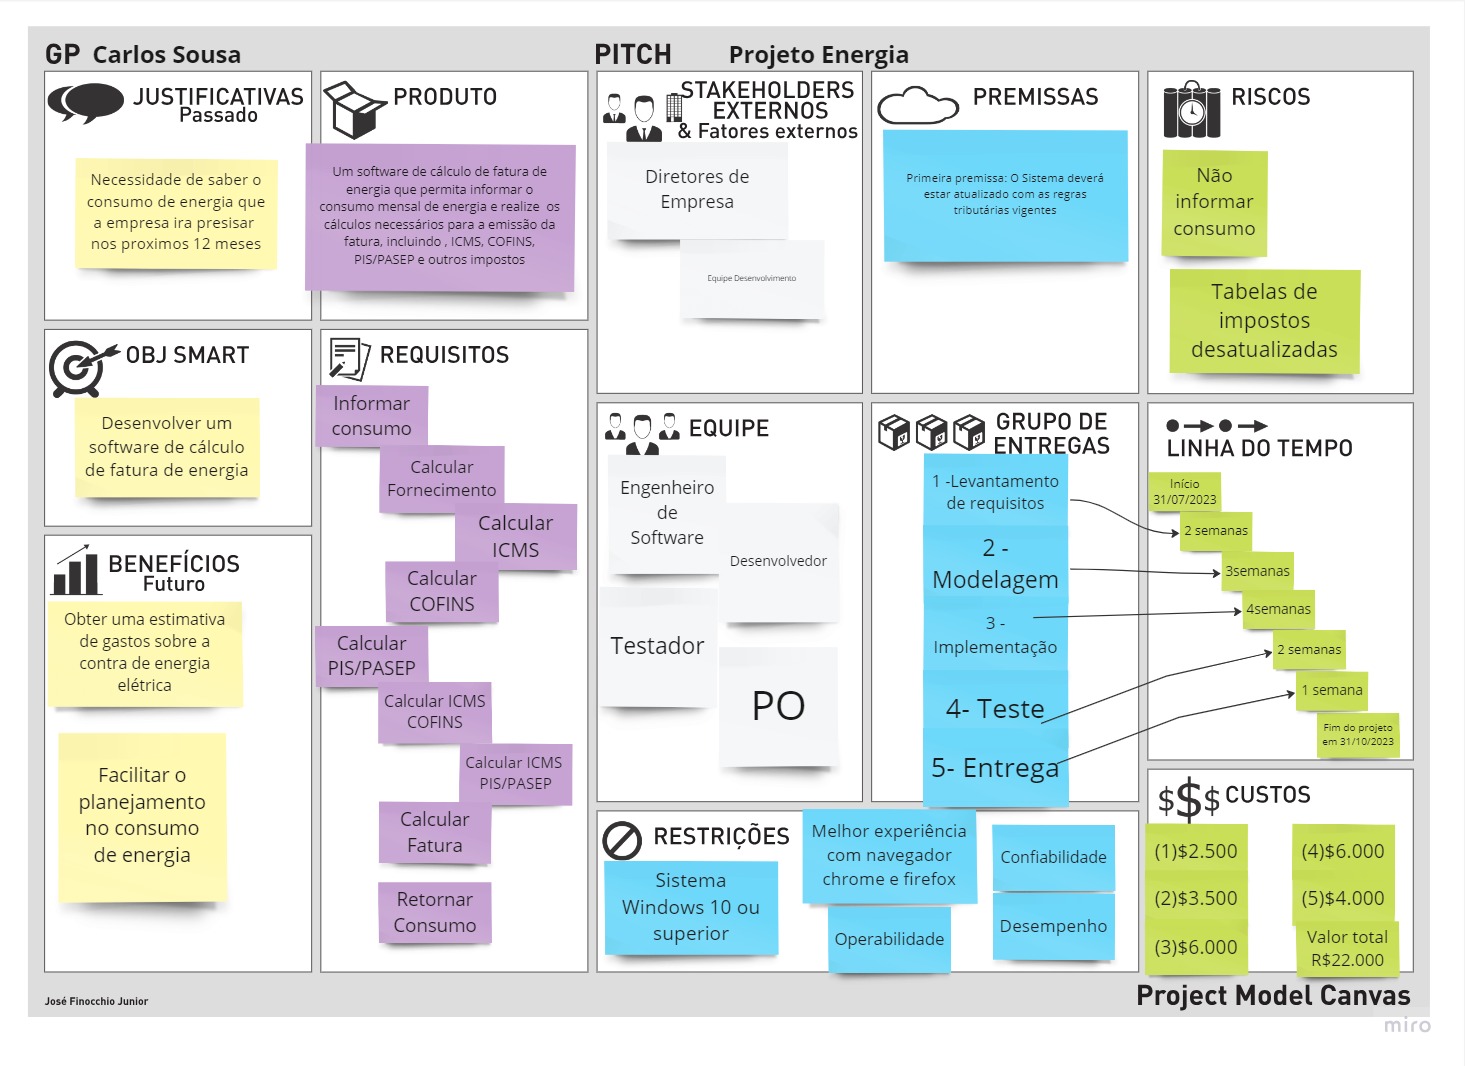 GP Carlos Sousa
PITCH Projeto Energia
JUSTIFICATIVAS
Passado
Necessidade de saber o
consumo de energia que
a empresa ira presisar
nos proximos 12 meses
PRODUTO
Um software de cálculo de fatura de
energia que permita informar o
consumo mensal de energia e realize os
cálculos necessários para a emissão da
fatura, incluindo , ICMS, COFINS,
PIS/PASEP e outros impostos
STAKEHOLDERS
EXTERNOS
& Fatores externos
Diretores de
Empresa
Equipe Desenvolvimento
PREMISSAS
Primeira premissa: O Sistema deverá
estar atualizado com as regras
tributárias vigentes
RISCOS
Não
informar
consumo
Tabelas de
impostos
desatualizadas
OBJ SMART
Desenvolver um
software de cálculo
de fatura de energia
REQUISITOS
Informar
consumo
Calcular
Fornecimento
Calcular
ICMS
Calcular
COFINS
Calcular
PIS/PASEP
Calcular ICMS
COFINS
Calcular ICMS
PIS/PASEP
Calcular
Fatura
Retornar
Consumo
BENEFÍCIOS
Futuro
Obter uma estimativa
de gastos sobre a
contra de energia
elétrica
Facilitar o
planejamento
no consumo
de energia
EQUIPE
Engenheiro
de
Software
Desenvolvedor
Testador
PO
GRUPO DE
ENTREGAS
1 -Levantamento
de requisitos
2 -
Modelagem
3 -
Implementação
4- Teste
5- Entrega
LINHA DO TEMPO
Início
31/07/2023
2 semanas
3semanas
4semanas
2 semanas
1 semana
Fim do projeto
em 31/10/2023
RESTRIÇÕES
Sistema
Windows 10 ou
superior
Melhor experiência
com navegador
chrome e firefox
Operabilidade
Confiabilidade
Desempenho
$$$ CUSTOS
(1)$2.500
(2)$3.500
(3)$6.000
(4)$6.000
(5)$4.000
Valor total
R$22.000
José Finocchio Junior
Project Model Canvas
miro